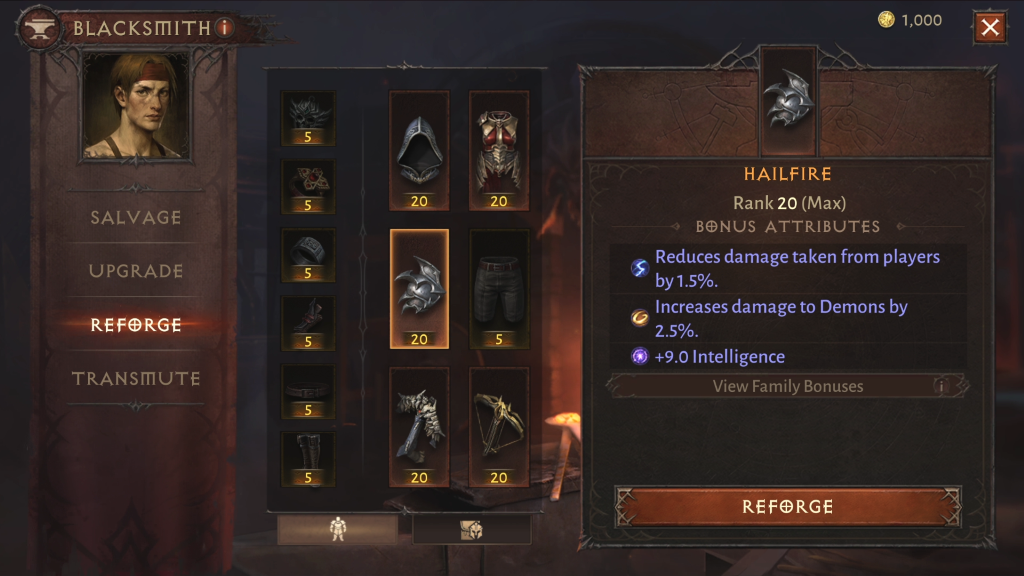 BLACKSMITH
1,000
SALVAGE
UPGRADE
REFORGE
TRANSMUTE
5
5
5
5
5
5
20
20
20
5
20
20
HAILFIRE
Rank 20 (Max)
BONUS ATTRIBUTES
Reduces damage taken from players
by 1.5%.
Increases damage to Demons by
2.5%.
+9.0 Intelligence
View Family Bonuses
REFORGE